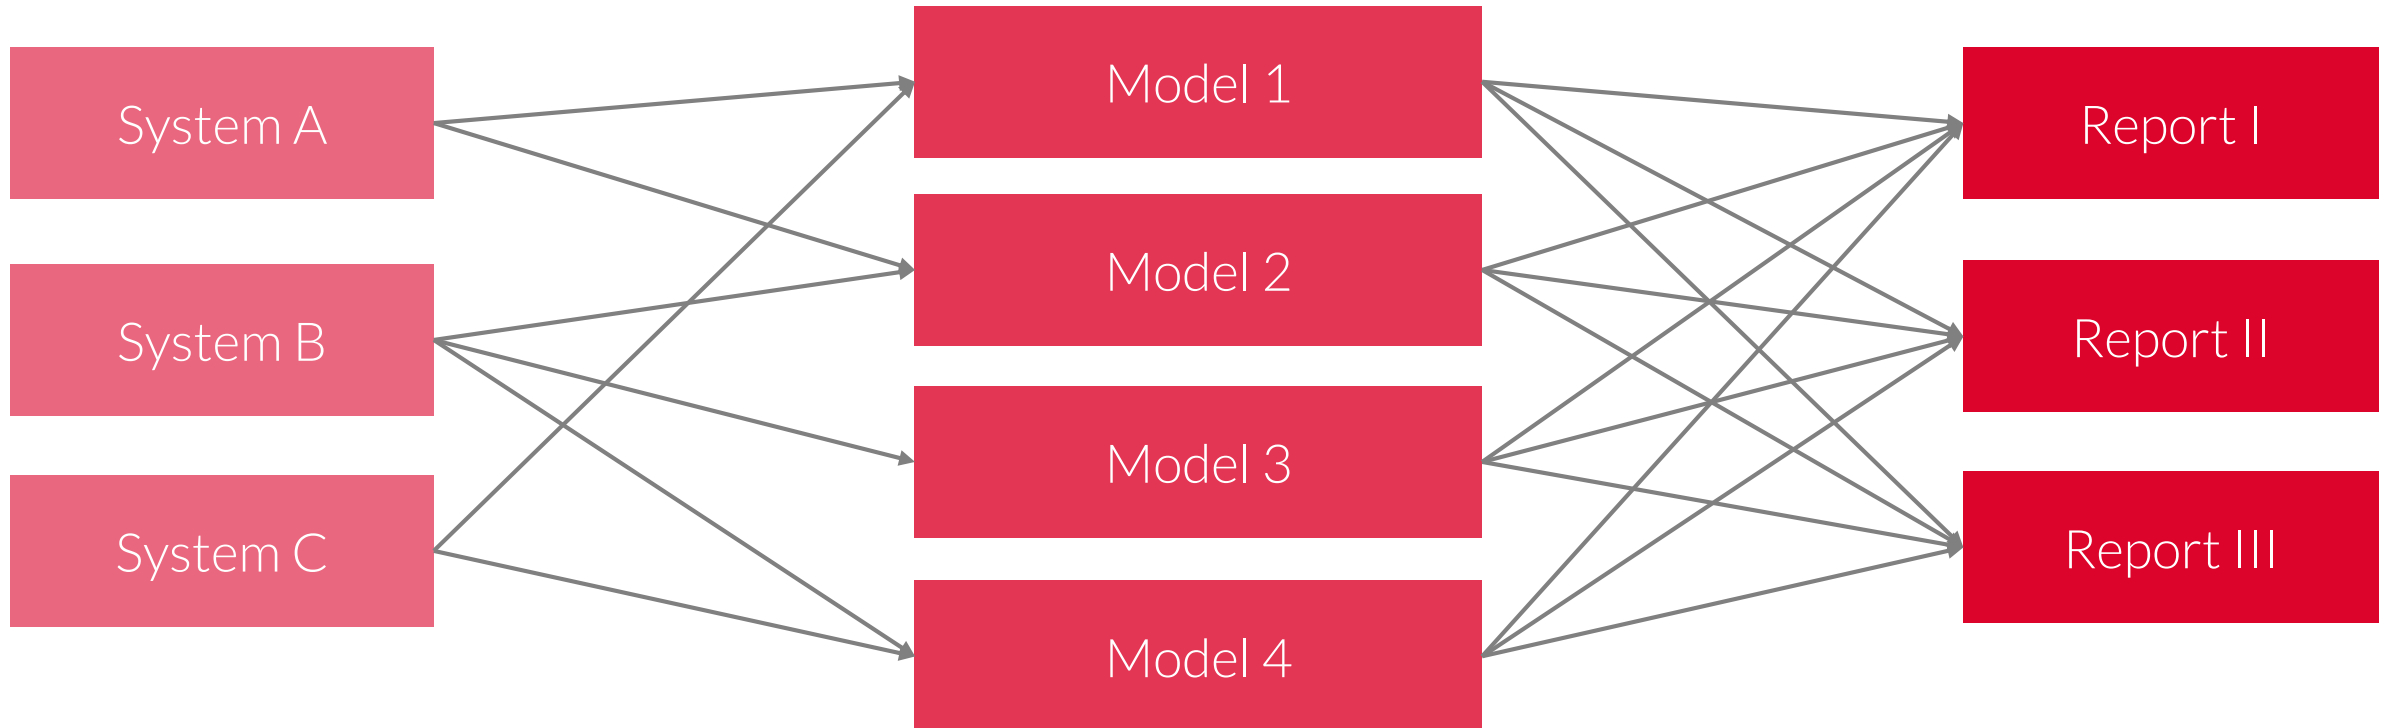 System A
System B
System C
Model 1
Model 2
Model 3
Model 4
Report I
Report II
Report III